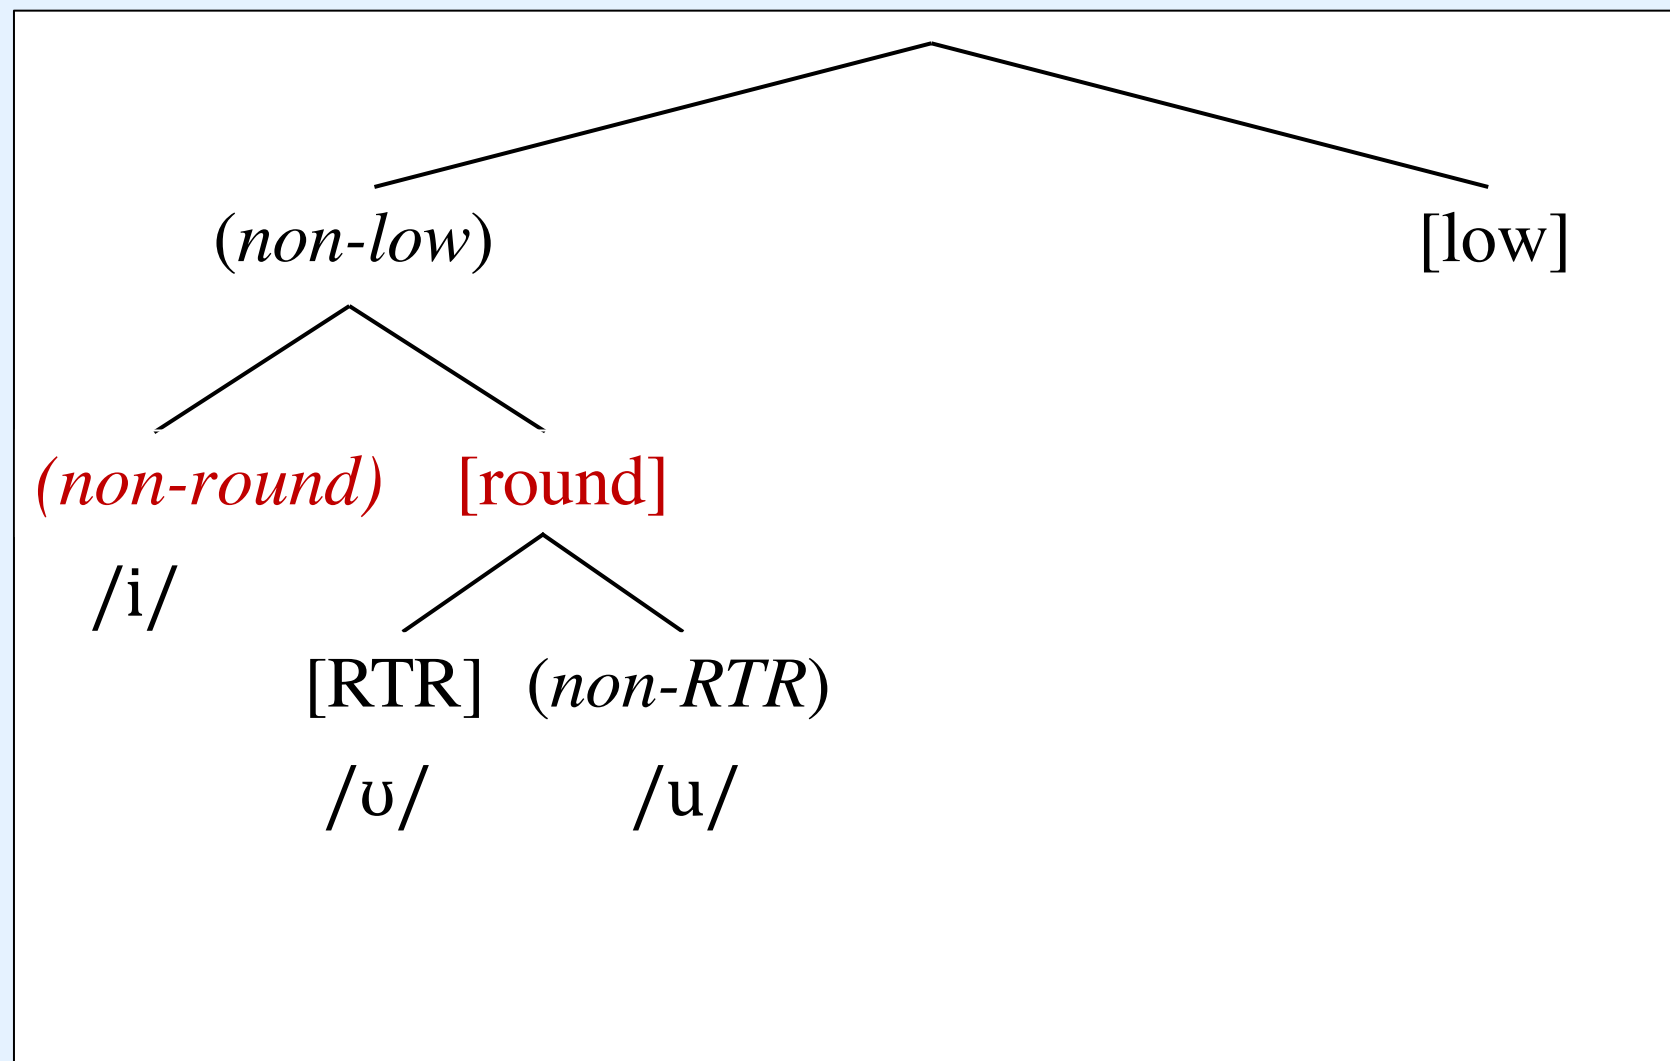 (non-low) [low]
(non-round) [round]
/i/
[RTR] (non-RTR)
/ʊ/ /u/